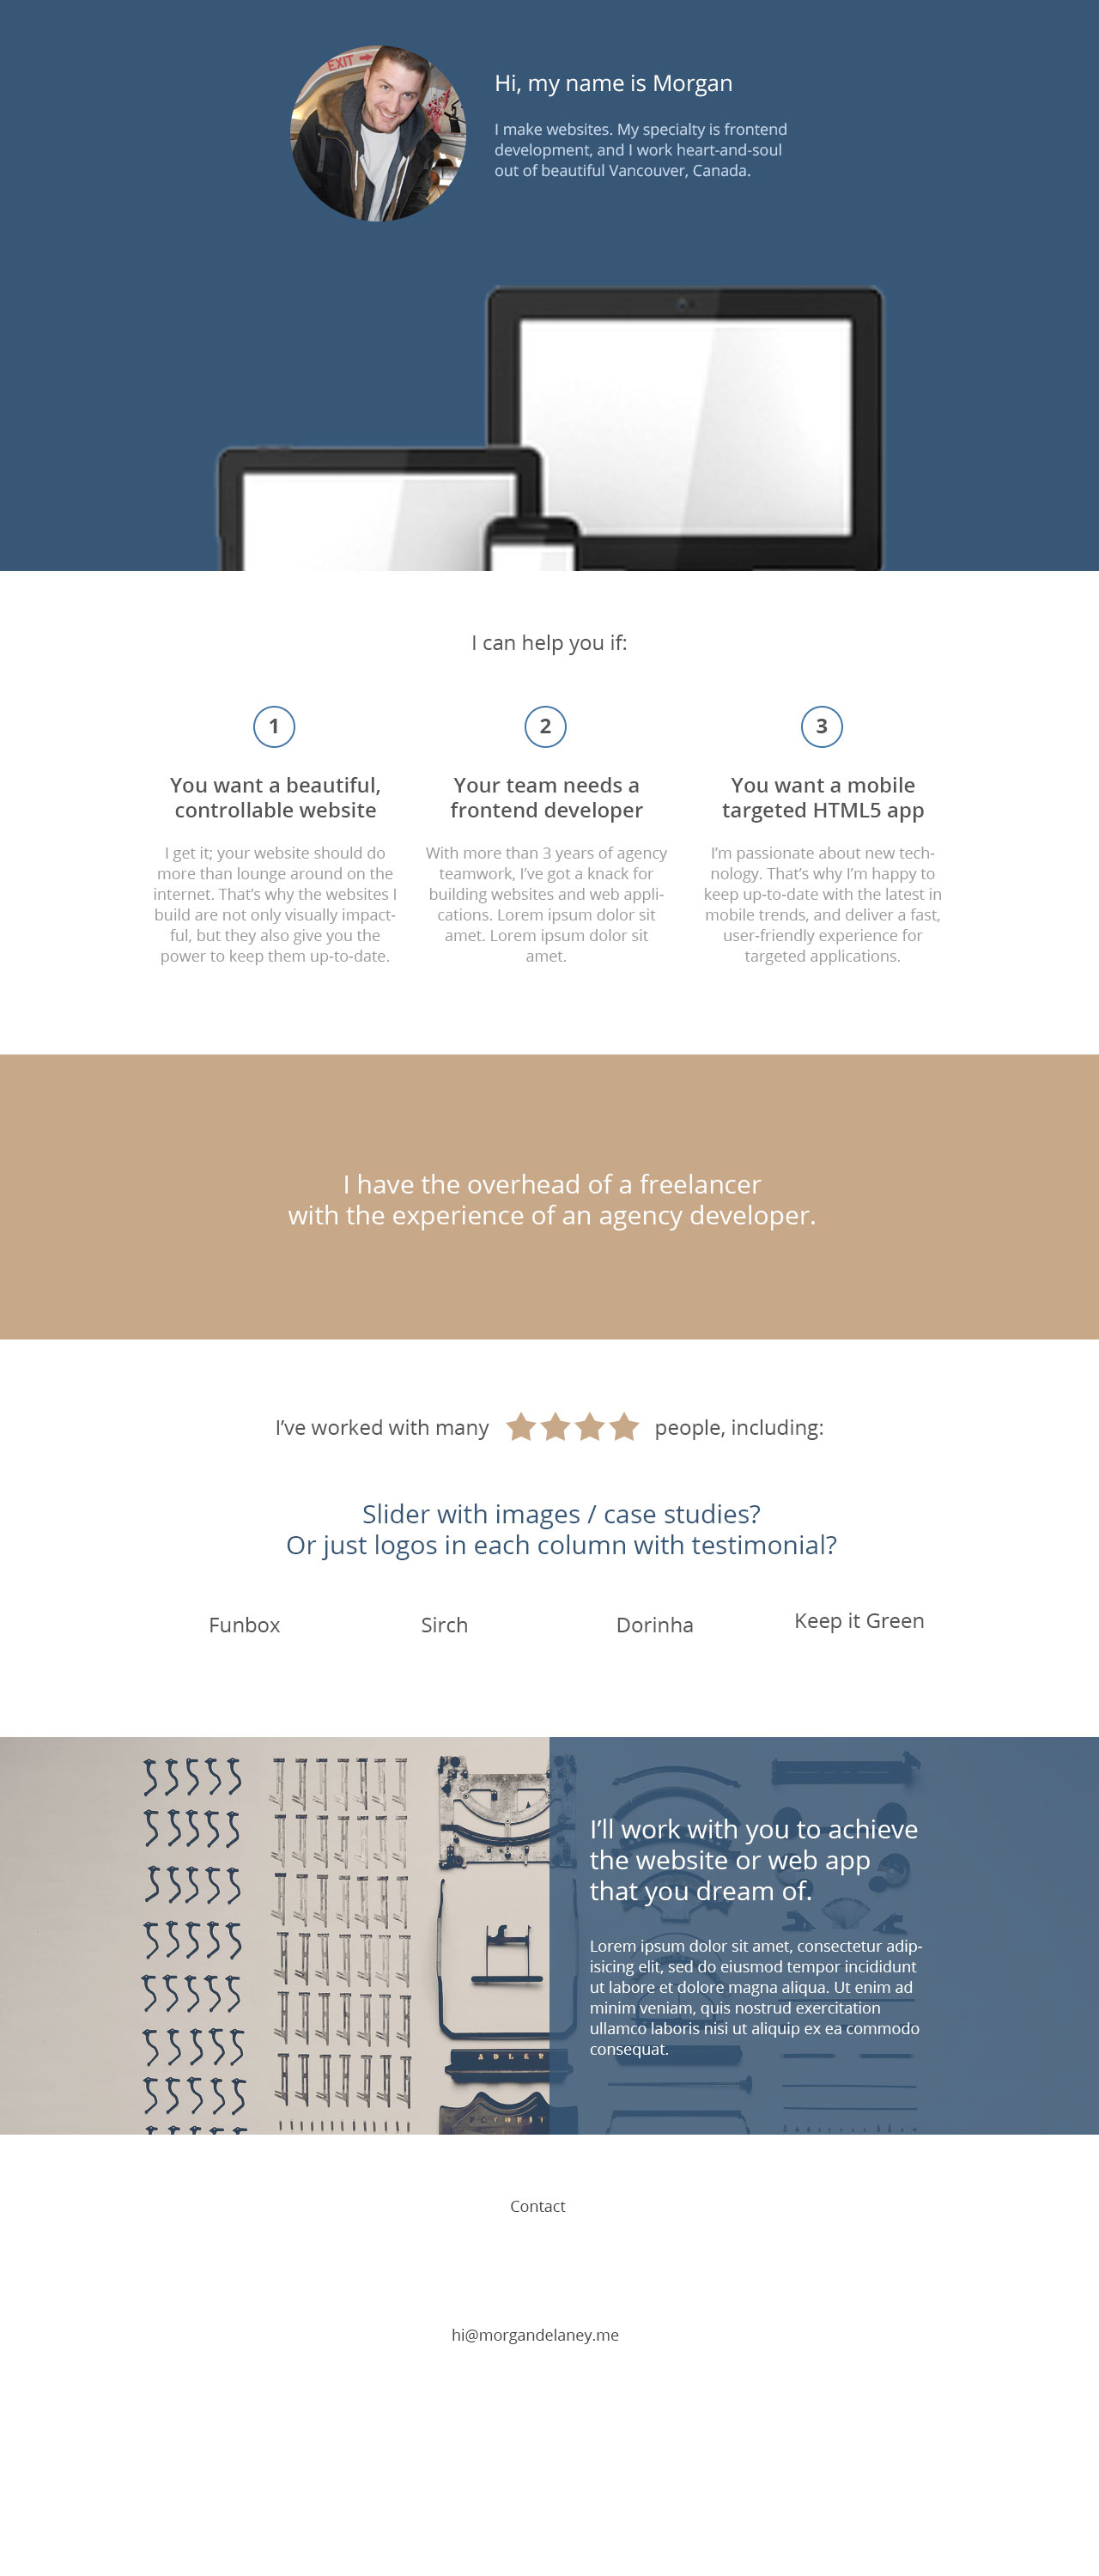 EXIT
Hi, my name is Morgan
I make websites. My specialty is frontend
development, and I work heart-and-soul
out of beautiful Vancouver, Canada.
I can help you if:
1
2
3
You want a beautiful,
controllable website
Your team needs a
frontend developer
You want a mobile
targeted HTML5 app
I get it; your website should do
more than lounge around on the
internet. That’s why the websites I
build are not only visually impact-
ful, but they also give you the
power to keep them up-to-date.
With more than 3 years of agency
teamwork, I’ve got a knack for
building websites and web appli-
cations. Lorem ipsum dolor sit
amet. Lorem ipsum dolor sit
amet.
I’m passionate about new tech-
nology. That’s why I’m happy to
keep up-to-date with the latest in
mobile trends, and deliver a fast,
user-friendly experience for
targeted applications.
I have the overhead of a freelancer
with the experience of an agency developer.
I’ve worked with many people, including:
Slider with images / case studies?
Or just logos in each column with testimonial?
Funbox
Sirch
Dorinha
Keep it Green
I’ll work with you to achieve
the website or web app
that you dream of.
Lorem ipsum dolor sit amet, consectetur adip-
isicing elit, sed do eiusmod tempor incididunt
ut labore et dolore magna aliqua. Ut enim ad
minim veniam, quis nostrud exercitation
ullamco laboris nisi ut aliquip ex ea commodo
consequat.
ADLER
Contact
hi@morgandelaney.me